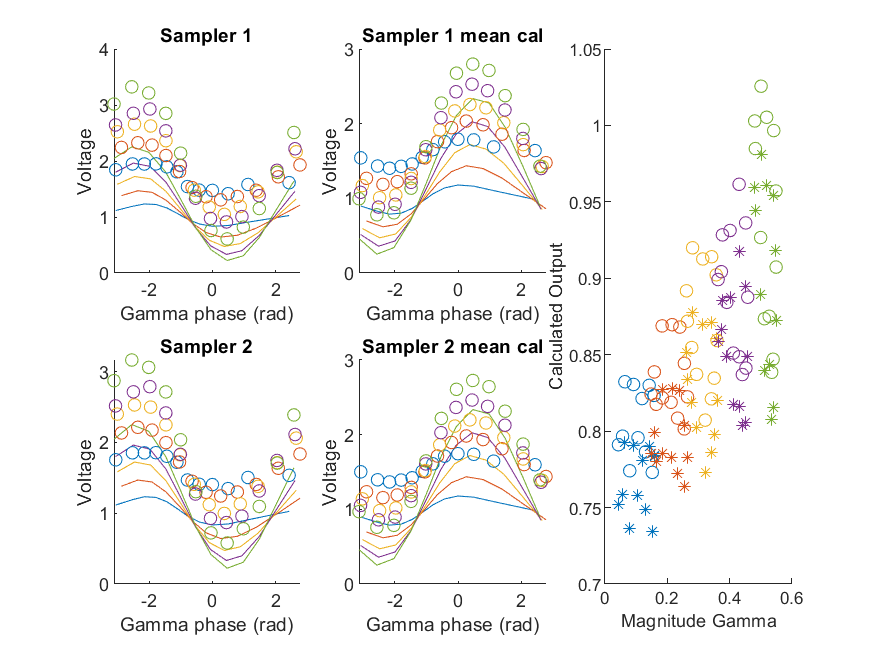 Sampler 1
4
3
2
1
0
Voltage
-2 0 2
Gamma phase (rad)
Sampler 1 mean cal
3
2
1
0
Voltage
-2 0 2
Gamma phase (rad)
Sampler 2
3
2
1
0
Voltage
-2 0 2
Gamma phase (rad)
Sampler 2 mean cal
3
2
1
0
Voltage
-2 0 2
Gamma phase (rad)
1.05
1
0.95
0.9
0.85
0.8
0.75
0.7
Calculated Output
0 0.2 0.4 0.6
Magnitude Gamma